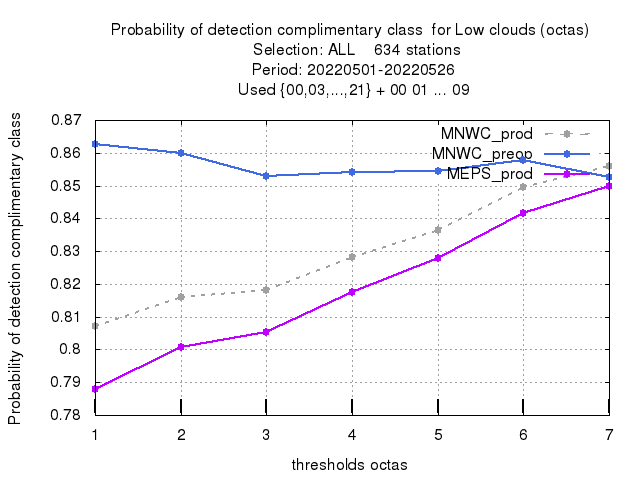 Probability of detection complimentary class  for Low clouds (octas)
Selection: ALL    634 stations
Period: 20220501-20220526
Used {00,03,...,21} + 00 01 ... 09
Probability of detection complimentary class
0.87
0.86
0.85
0.84
0.83
0.82
0.81
0.8
0.79
0.78
MNWC_prod
MNWC_preop
MEPS_prod
1 2 3 4 5 6 7
thresholds octas